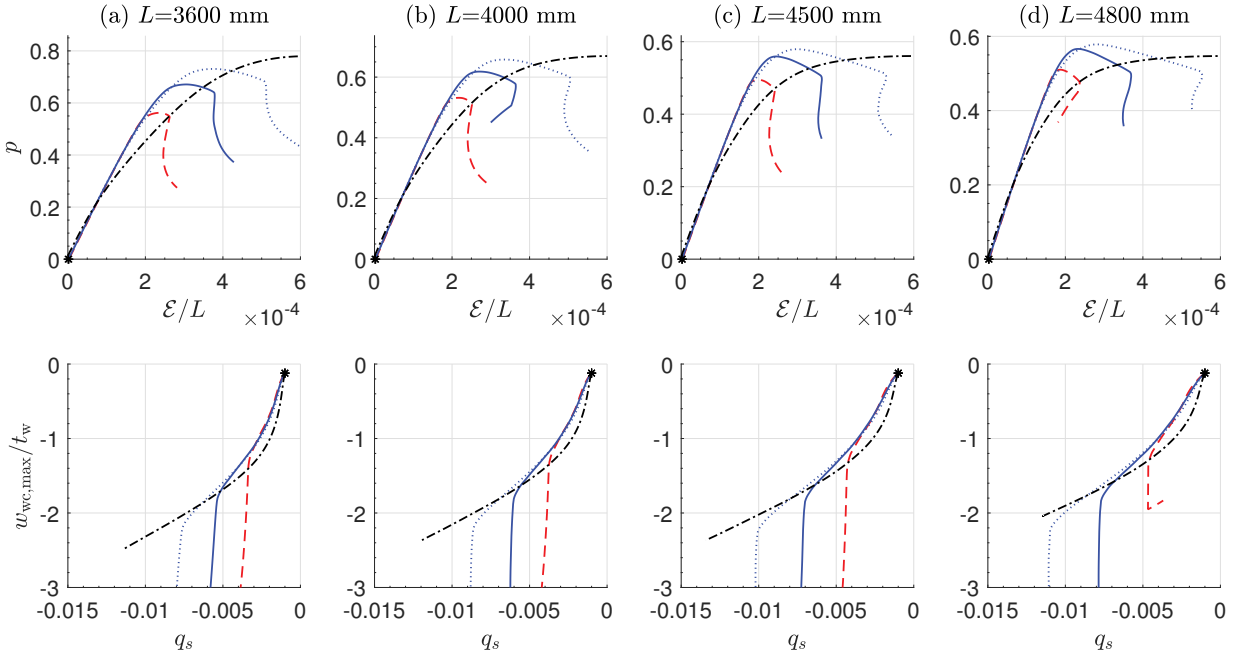 (a) L=3600 mm
(b) L=4000 mm
(c) L=4500 mm
(d) L=4800 mm
p
0.8
0.6
0.4
0.2
0
0 2 4 6
ℰ/L
×10⁻⁴
0.6
0.4
0.2
0
0 2 4 6
ℰ/L
×10⁻⁴
0.6
0.4
0.2
0
0 2 4 6
ℰ/L
×10⁻⁴
0.6
0.4
0.2
0
0 2 4 6
ℰ/L
×10⁻⁴
w_wc,max/t_w
0
-1
-2
-3
-0.015 -0.01 -0.005 0
q_s
0
-1
-2
-3
-0.015 -0.01 -0.005 0
q_s
0
-1
-2
-3
-0.015 -0.01 -0.005 0
q_s
0
-1
-2
-3
-0.015 -0.01 -0.005 0
q_s